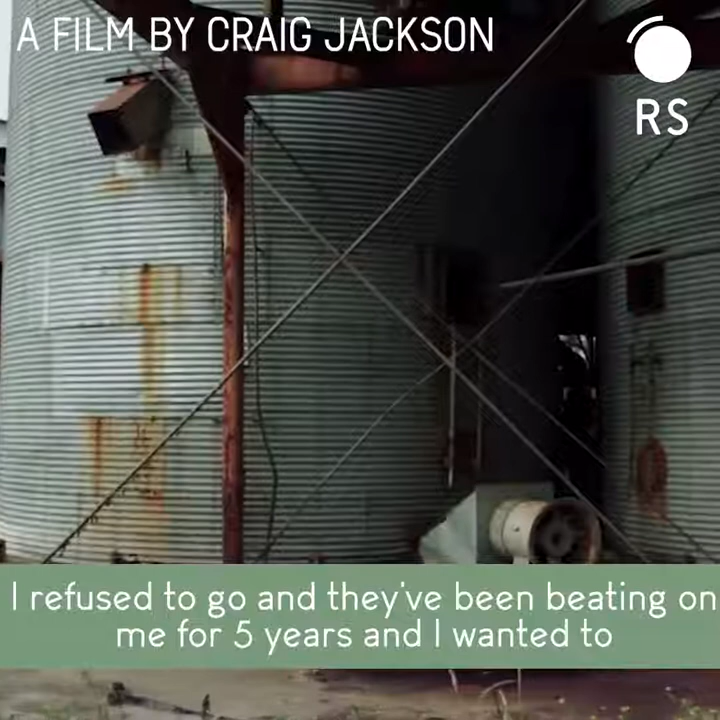 A FILM BY CRAIG JACKSON
RS
I refused to go and they've been beating on
me for 5 years and I wanted to